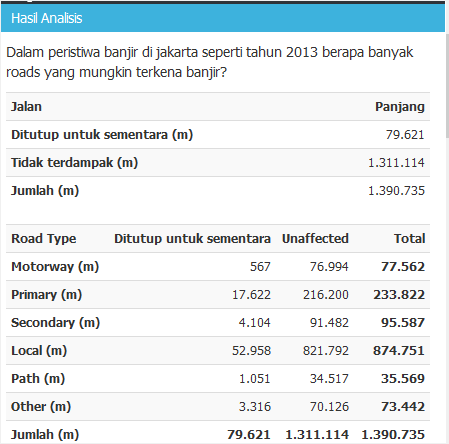 Hasil Analisis
Dalam peristiwa banjir di jakarta seperti tahun 2013 berapa banyak
roads yang mungkin terkena banjir?
Jalan Panjang
Ditutup untuk sementara (m) 79.621
Tidak terdampak (m) 1.311.114
Jumlah (m) 1.390.735
Road Type Ditutup untuk sementara Unaffected Total
Motorway (m) 567 76.994 77.562
Primary (m) 17.622 216.200 233.822
Secondary (m) 4.104 91.482 95.587
Local (m) 52.958 821.792 874.751
Path (m) 1.051 34.517 35.569
Other (m) 3.316 70.126 73.442
Jumlah (m) 79.621 1.311.114 1.390.735